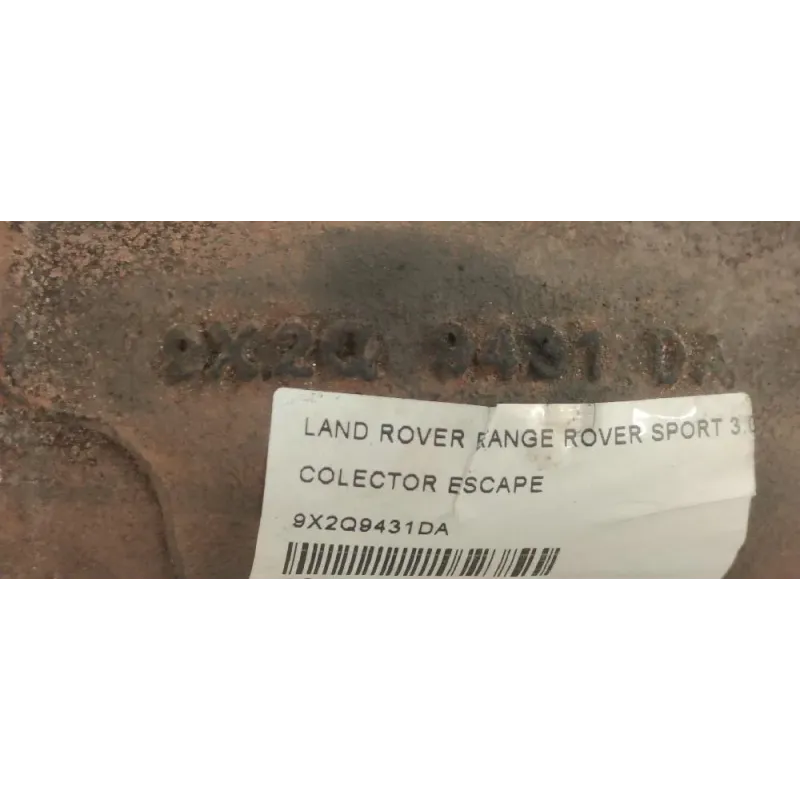 9X2Q 9431 DA
LAND ROVER RANGE ROVER SPORT 3.0
COLECTOR ESCAPE
9X2Q9431DA